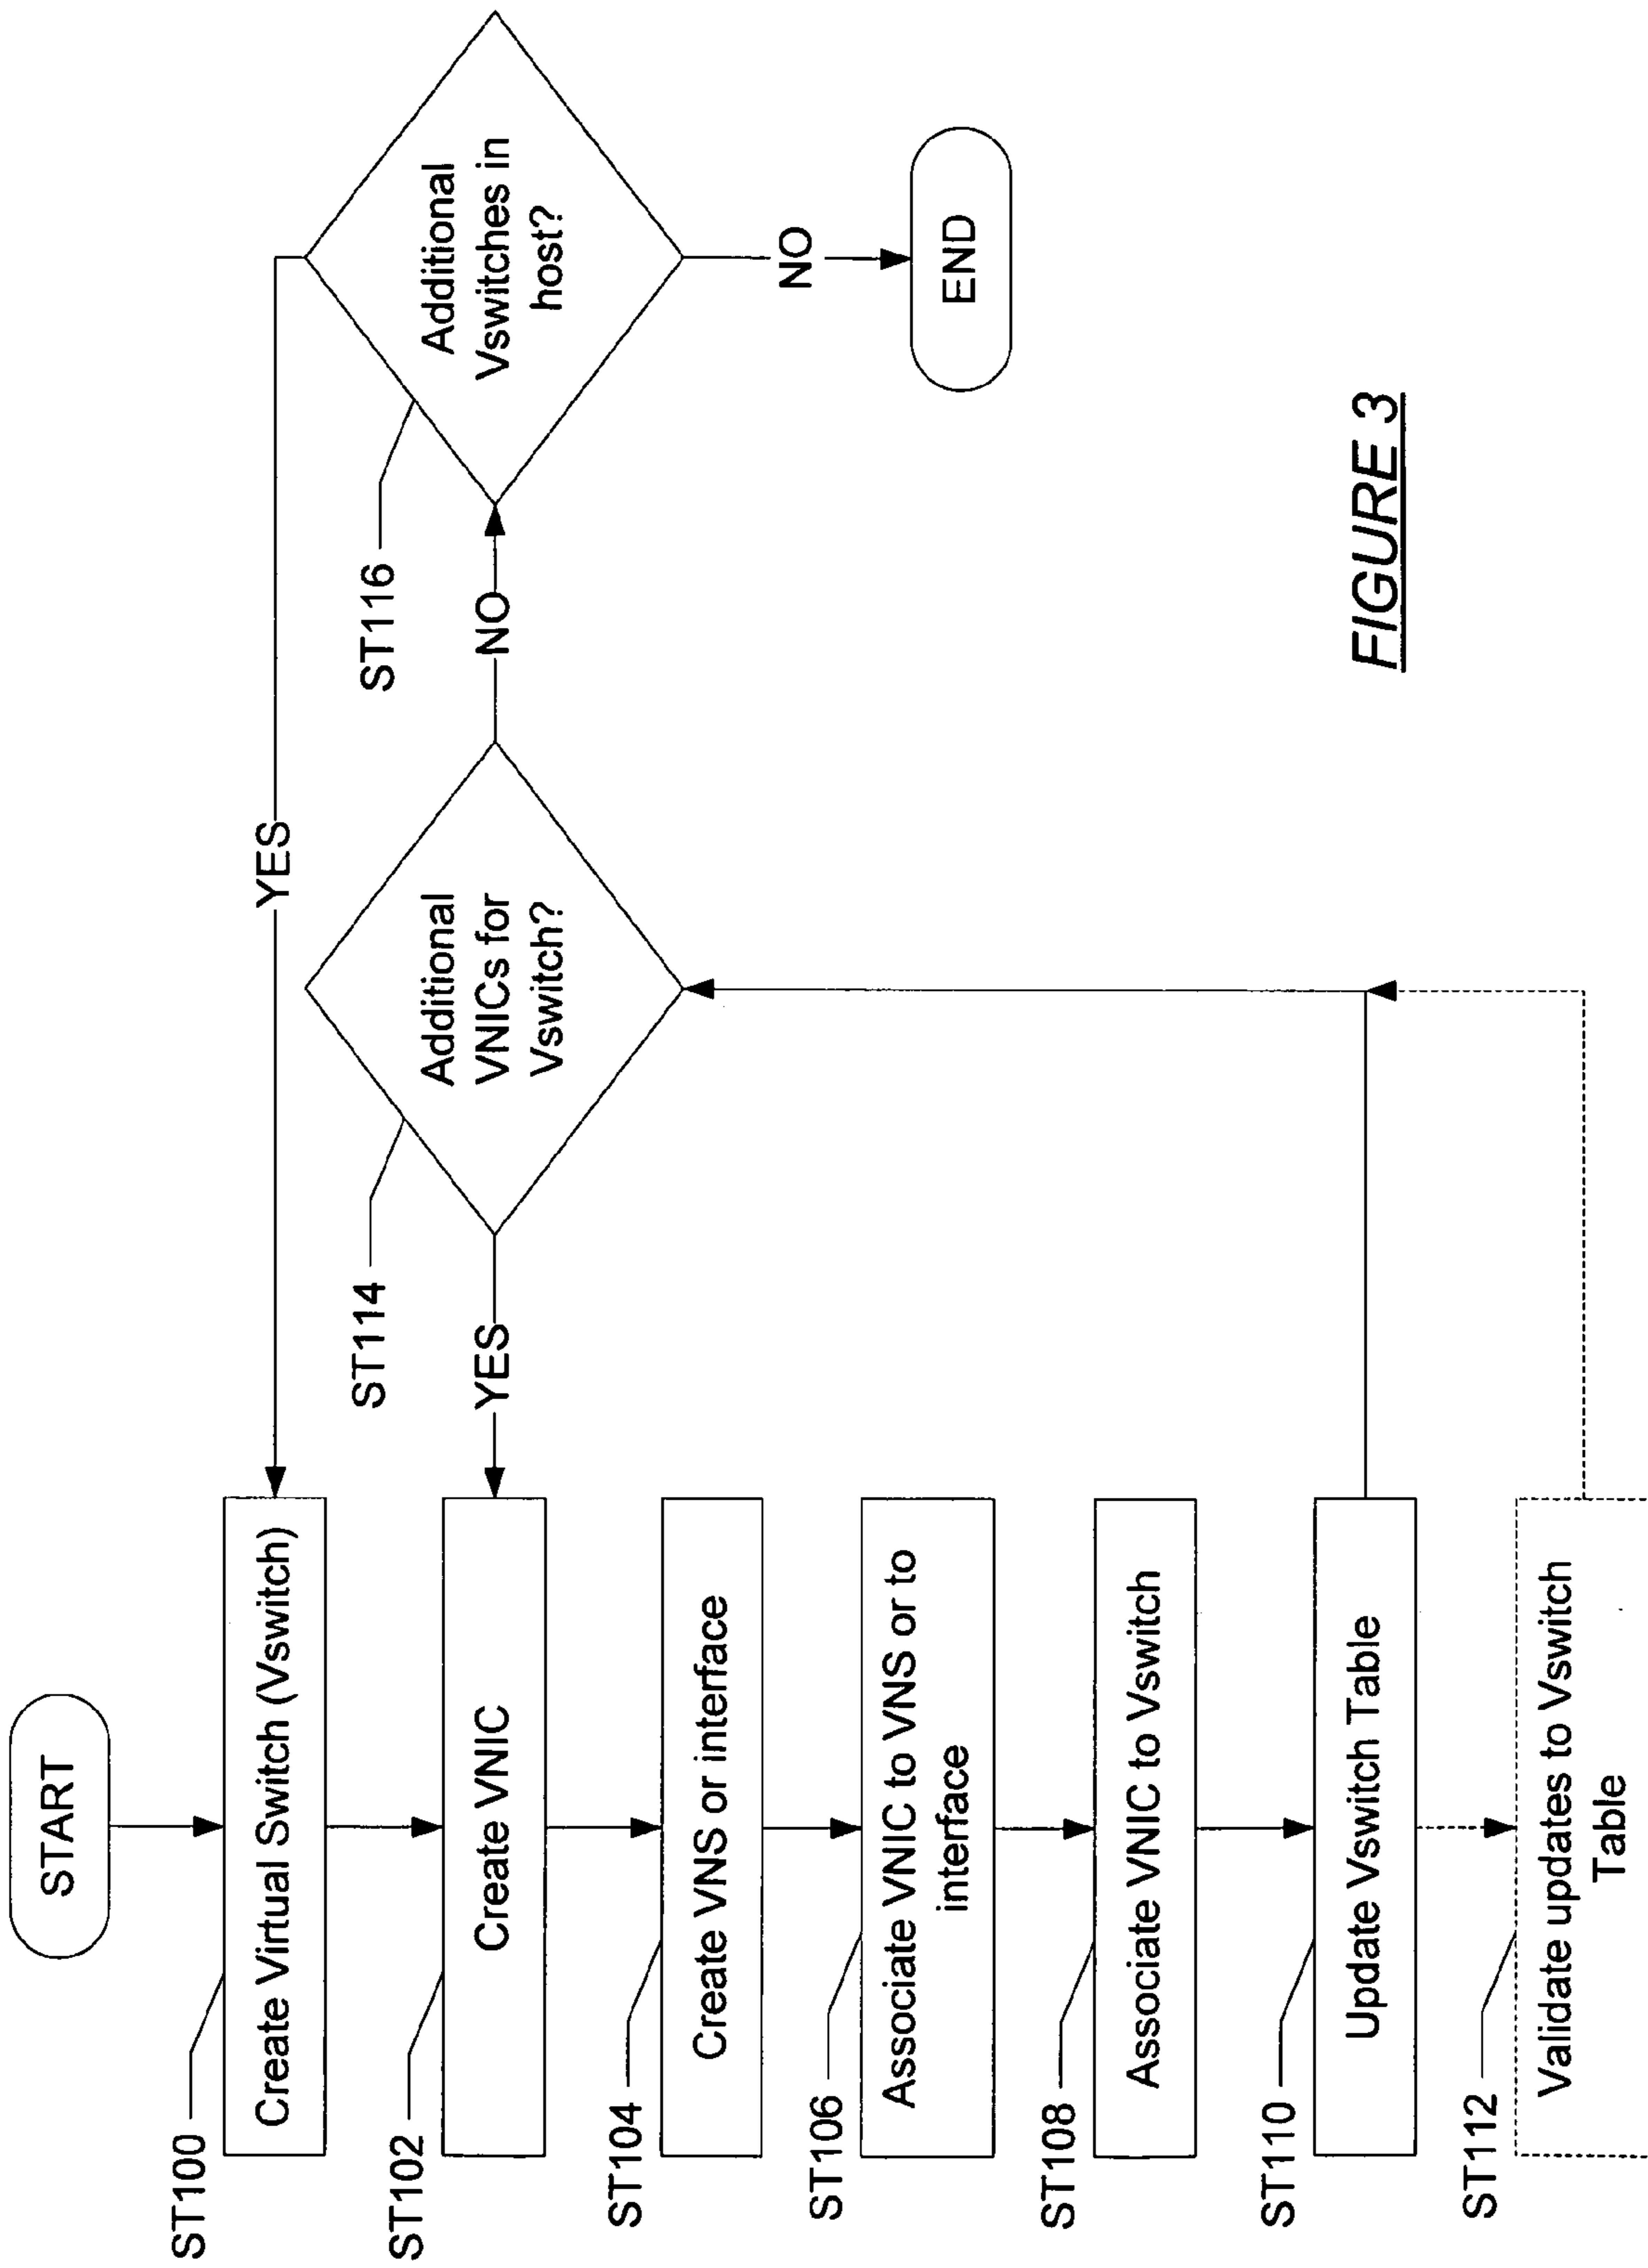 START
ST100
Create Virtual Switch (Vswitch)
ST102
Create VNIC
ST104
Create VNS or interface
ST106
Associate VNIC to VNS or to
interface
ST108
Associate VNIC to Vswitch
ST110
Update Vswitch Table
ST112
Validate updates to Vswitch
Table
ST114
Additional
VNICs for
Vswitch?
YES
NO
ST116
Additional
Vswitches in
host?
YES
NO
END
FIGURE 3